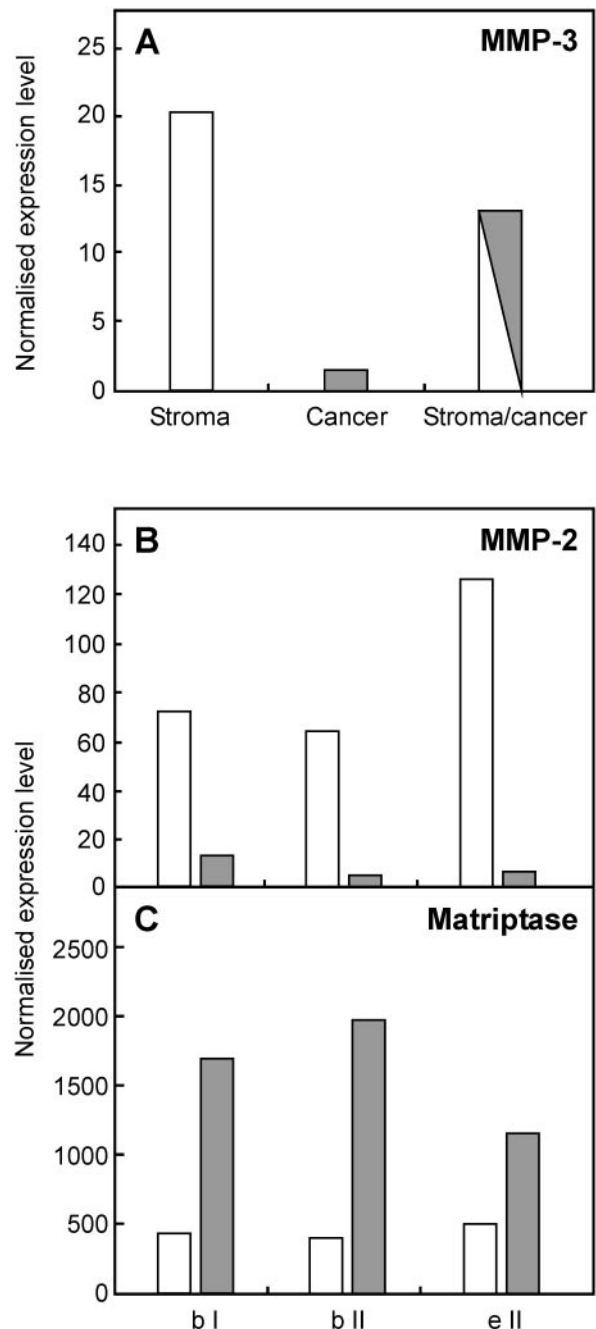 A MMP-3
Normalised expression level
25
20
15
10
5
0
Stroma Cancer Stroma/cancer
B MMP-2
Normalised expression level
140
120
100
80
60
40
20
0
C Matriptase
2500
2000
1500
1000
500
0
b I b II e II